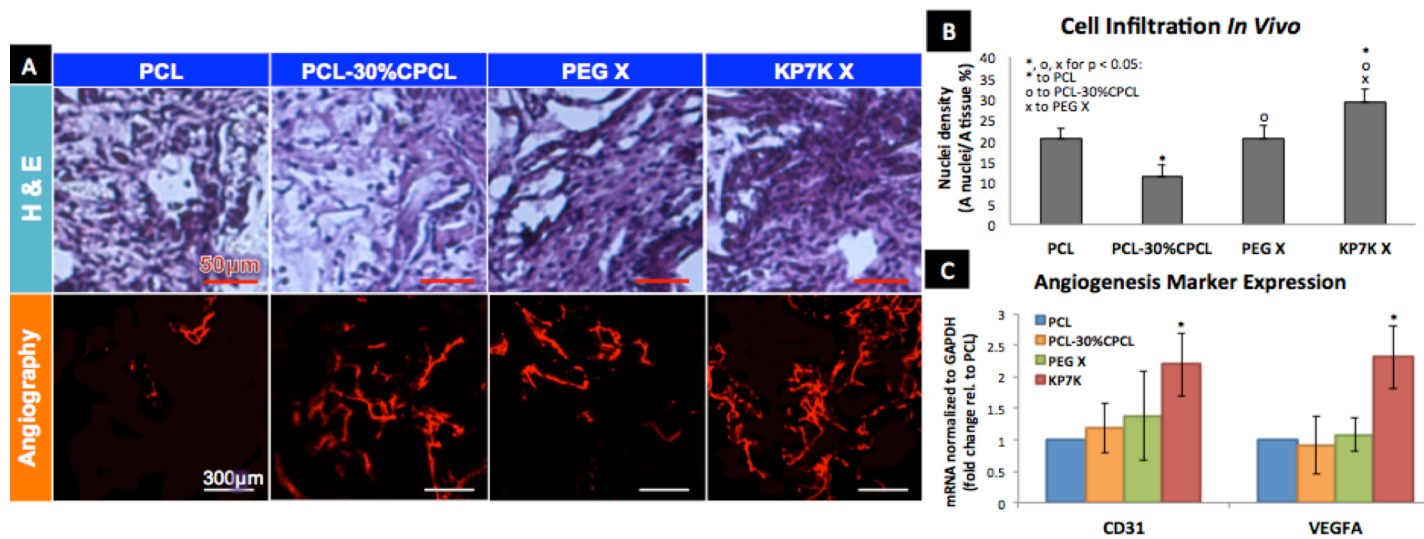 A
PCL
PCL-30%CPCL
PEG X
KP7K X
H & E
50µm
Angiography
300µm
B
Cell Infiltration In Vivo
*, o, x for p < 0.05:
* to PCL
o to PCL-30%CPCL
x to PEG X
Nuclei density
(A nuclei/ A tissue %)
40
35
30
25
20
15
10
5
0
*
o
*
o
x
PCL
PCL-30%CPCL
PEG X
KP7K X
C
Angiogenesis Marker Expression
mRNA normalized to GAPDH
(fold change rel. to PCL)
3
2.5
2
1.5
1
0.5
0
PCL
PCL-30%CPCL
PEG X
KP7K
*
*
CD31
VEGFA